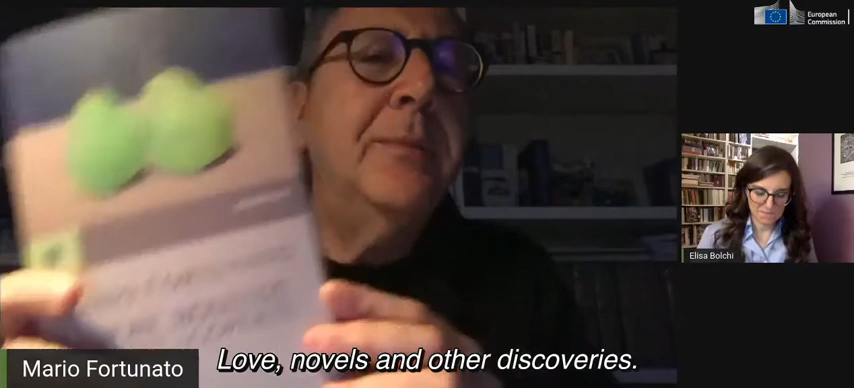 European
Commission
Elisa Bolchi
Mario Fortunato
Love, novels and other discoveries.